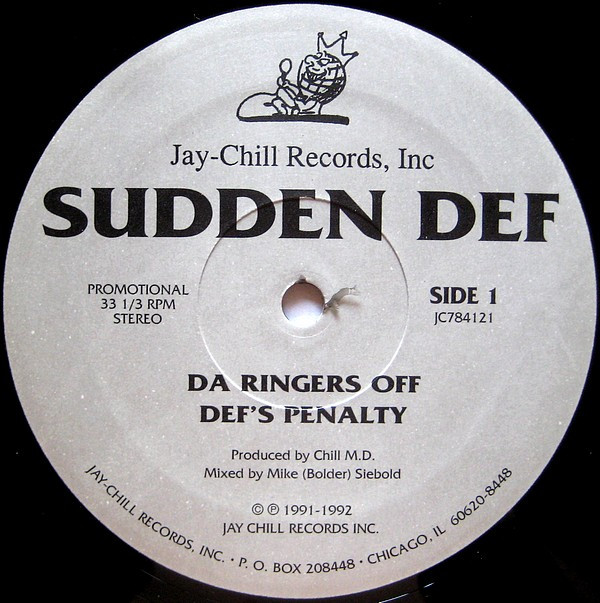 Jay-Chill Records, Inc
SUDDEN DEF
PROMOTIONAL
33 1/3 RPM
STEREO
SIDE 1
JC784121
DA RINGERS OFF
DEF'S PENALTY
Produced by Chill M.D.
Mixed by Mike (Bolder) Siebold
© ℗ 1991-1992
JAY CHILL RECORDS INC.
JAY-CHILL RECORDS, INC. · P. O. BOX 208448 · CHICAGO, IL 60620-8448